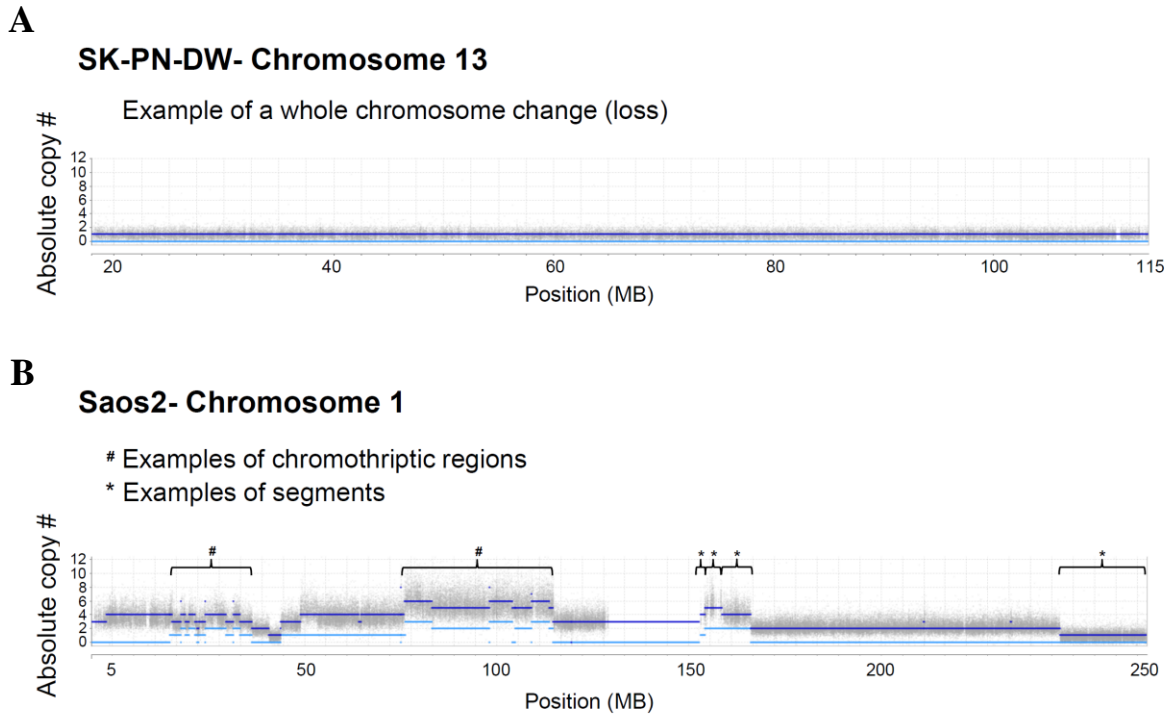 A
SK-PN-DW- Chromosome 13
Example of a whole chromosome change (loss)
Absolute copy #
12
10
8
6
4
2
0
20 40 60 80 100 115
Position (MB)
B
Saos2- Chromosome 1
# Examples of chromothriptic regions
* Examples of segments
Absolute copy #
# # * * * *
12
10
8
6
4
2
0
5 50 100 150 200 250
Position (MB)